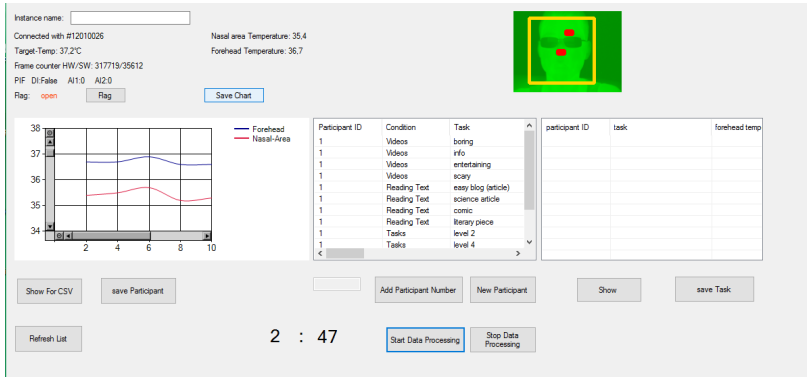 Instance name:
Connected with #12010026 Nasal area Temperature: 35,4
Target-Temp: 37,2°C Forehead Temperature: 36,7
Frame counter HW/SW: 317719/35612
PIF DI:False AI1:0 AI2:0
Flag: open Flag Save Chart
38
37
36
35
34
2 4 6 8 10
Forehead
Nasal-Area
Participant ID Condition Task
1 Videos boring
1 Videos info
1 Videos entertaining
1 Videos scary
1 Reading Text easy blog (article)
1 Reading Text science article
1 Reading Text comic
1 Reading Text literary piece
1 Tasks level 2
1 Tasks level 4
participant ID task forehead temp
Show For CSV save Participant Add Participant Number New Participant Show save Task
Refresh List 2 : 47 Start Data Processing Stop Data
Processing